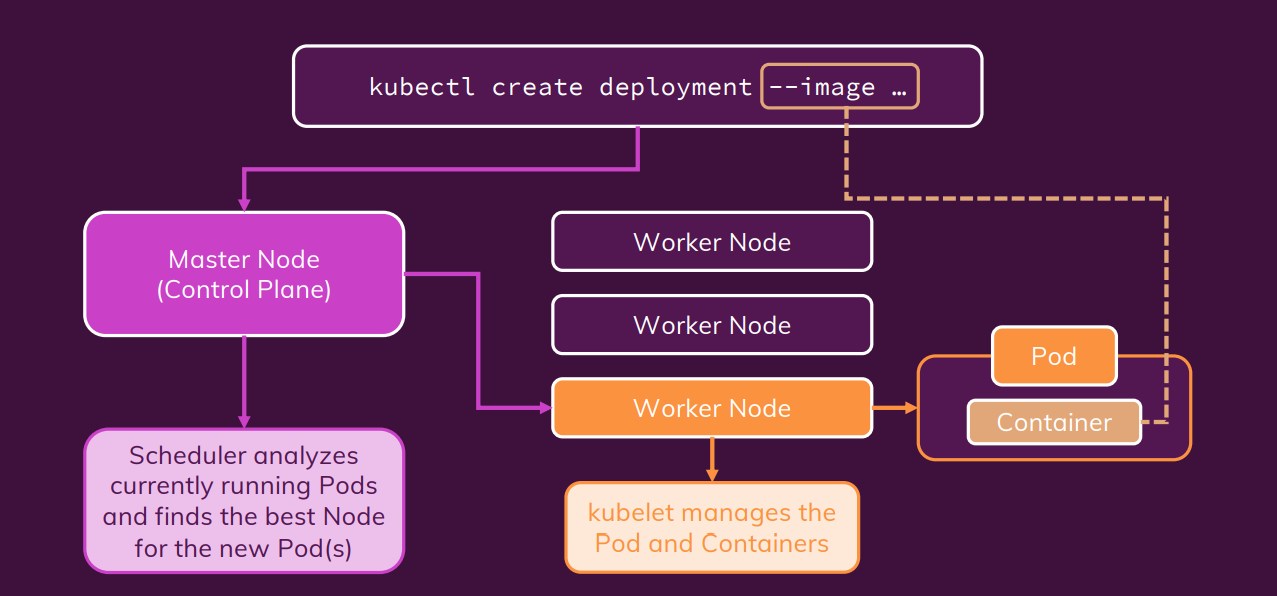 kubectl create deployment --image …
Master Node
(Control Plane)
Worker Node
Worker Node
Worker Node
Pod
Container
Scheduler analyzes
currently running Pods
and finds the best Node
for the new Pod(s)
kubelet manages the
Pod and Containers